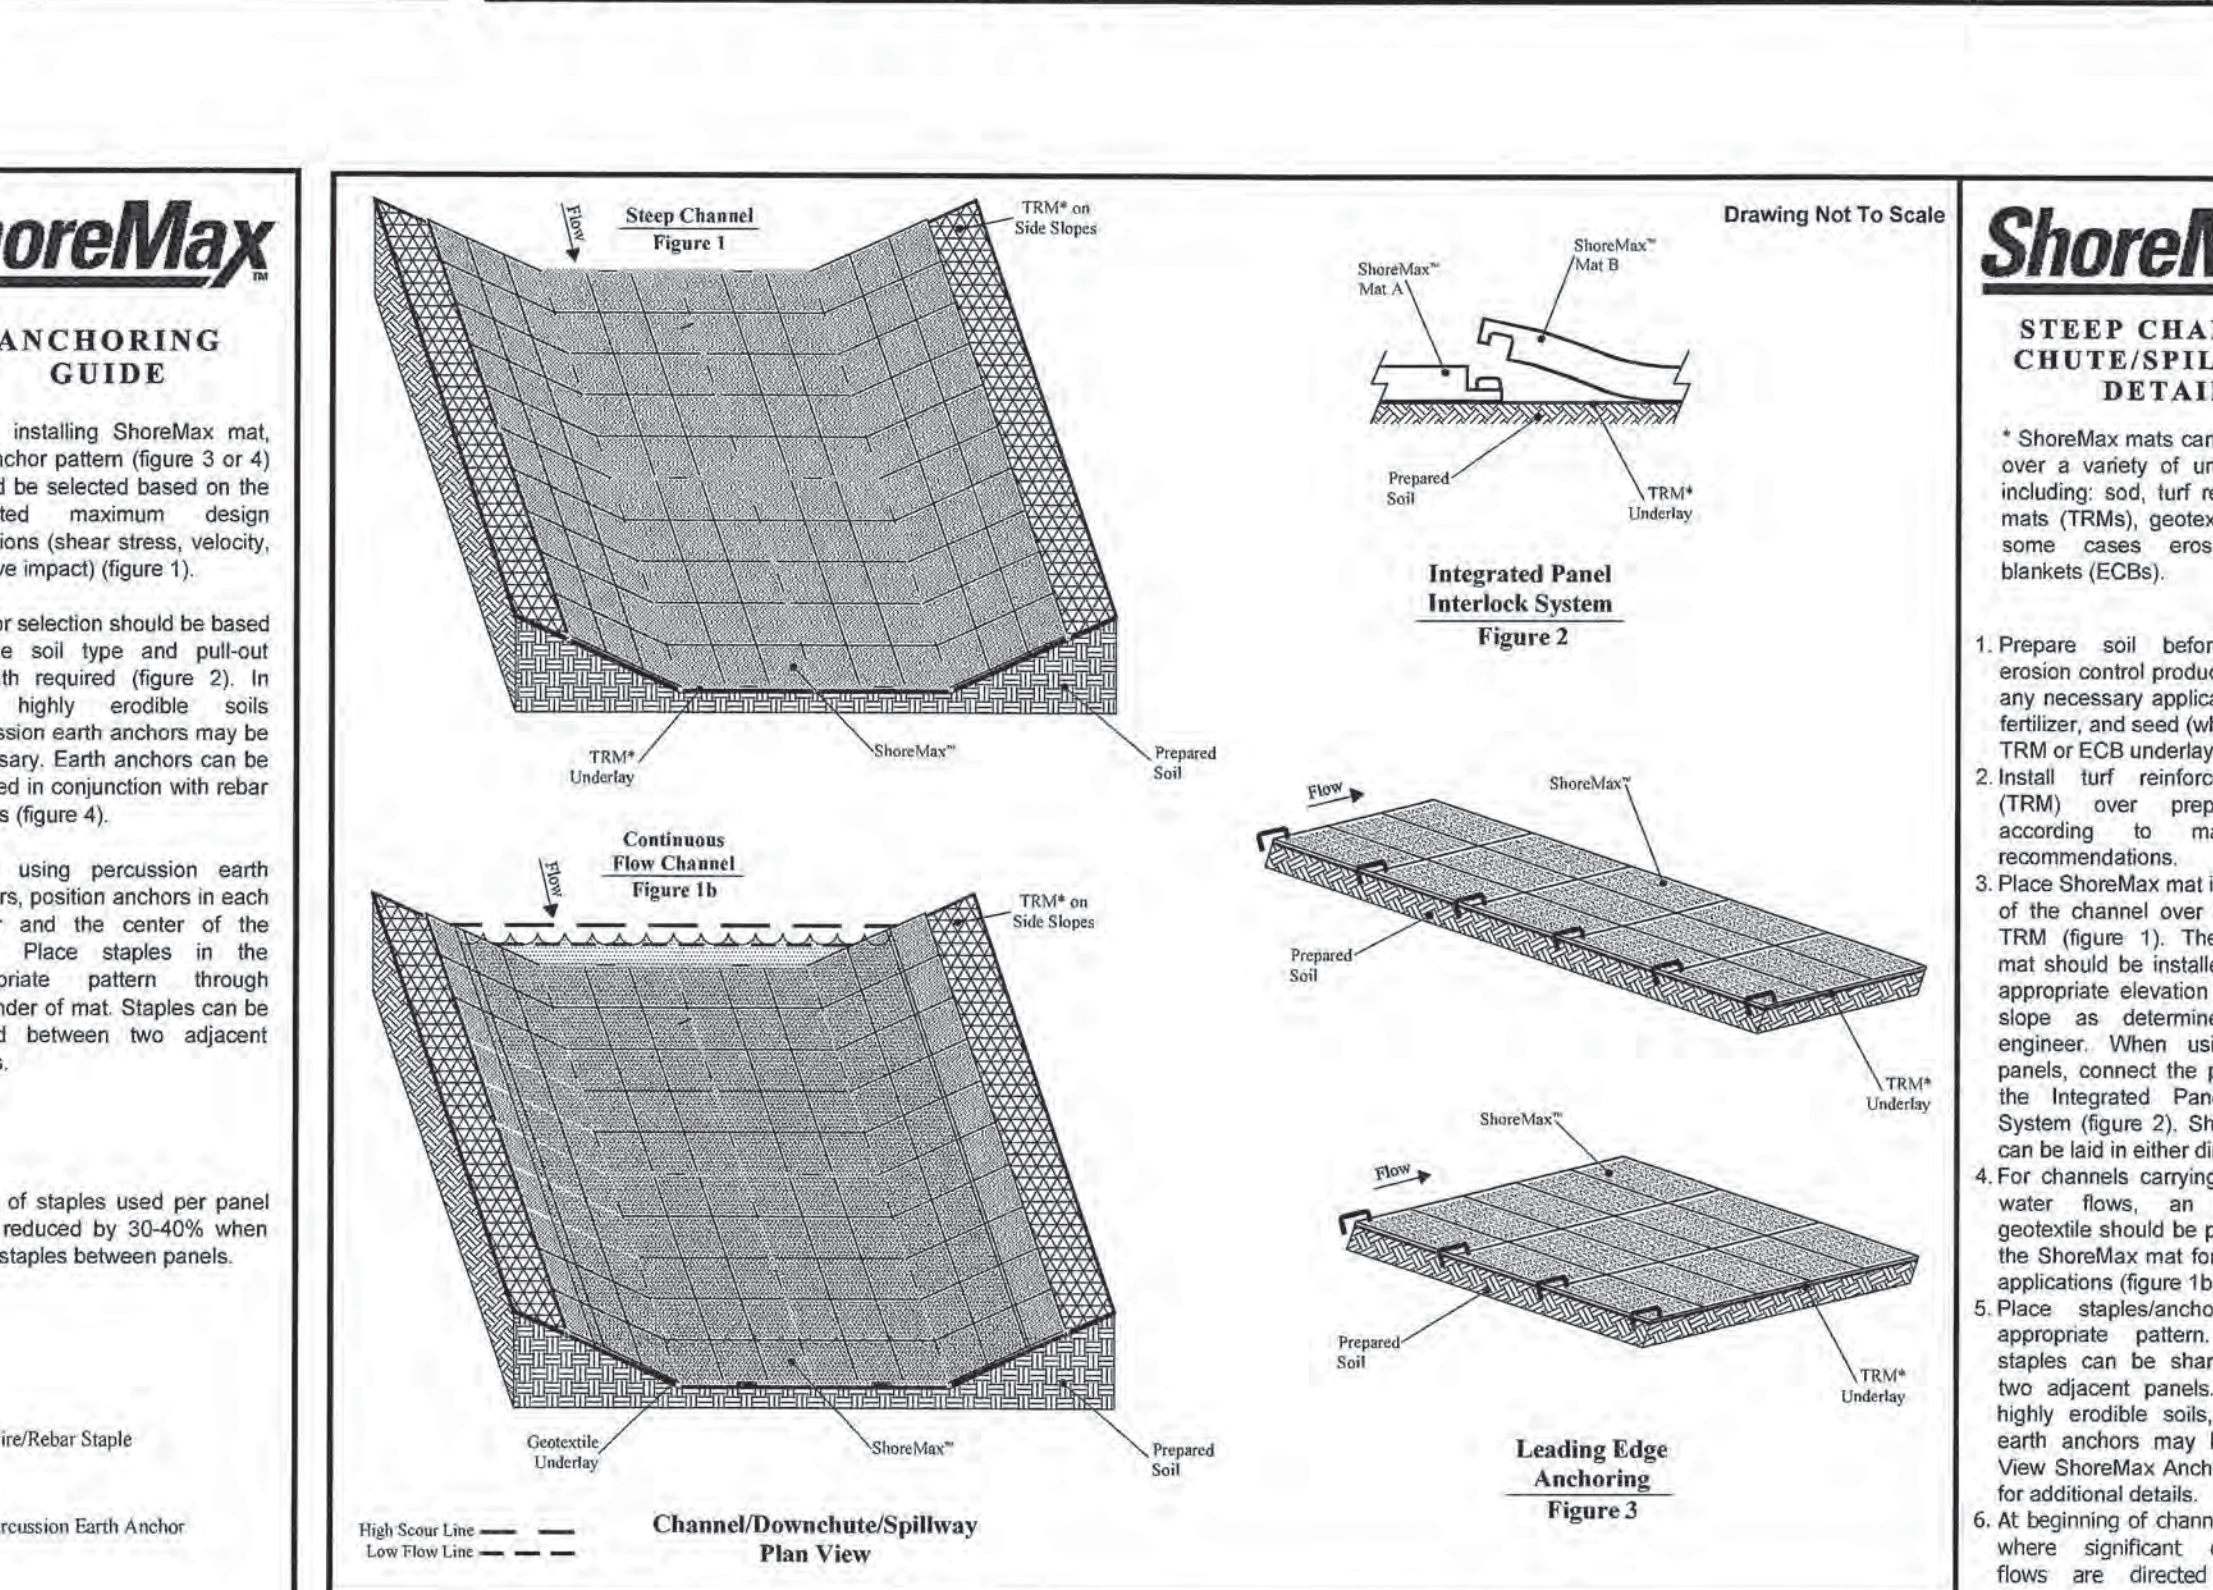 oreMax™
ANCHORING
GUIDE
installing ShoreMax mat,
chor pattern (figure 3 or 4)
be selected based on the
maximum design
(shear stress, velocity,
impact) (figure 1).
selection should be based
soil type and pull-out
required (figure 2). In
highly erodible soils
earth anchors may be
Earth anchors can be
in conjunction with rebar
(figure 4).
using percussion earth
position anchors in each
and the center of the
Place staples in the
pattern through
of mat. Staples can be
between two adjacent
of staples used per panel
reduced by 30-40% when
staples between panels.
ire/Rebar Staple
rcussion Earth Anchor
Flow
Steep Channel
Figure 1
TRM* on
Side Slopes
TRM*
Underlay
ShoreMax™
Prepared
Soil
Continuous
Flow Channel
Figure 1b
Flow
TRM* on
Side Slopes
Geotextile
Underlay
ShoreMax™
Prepared
Soil
High Scour Line
Low Flow Line
Channel/Downchute/Spillway
Plan View
Drawing Not To Scale
ShoreMax™
Mat A
ShoreMax™
Mat B
Prepared
Soil
TRM*
Underlay
Integrated Panel
Interlock System
Figure 2
Flow
ShoreMax™
Prepared
Soil
TRM*
Underlay
ShoreMax™
Flow
Prepared
Soil
TRM*
Underlay
Leading Edge
Anchoring
Figure 3
Shore
STEEP CHA
CHUTE/SPIL
DETAI
* ShoreMax mats can
over a variety of un
including: sod, turf re
mats (TRMs), geotex
some cases eros
blankets (ECBs).
1. Prepare soil befor
erosion control produc
any necessary applica
fertilizer, and seed (wh
TRM or ECB underlay
2. Install turf reinforc
(TRM) over prep
according to ma
recommendations.
3. Place ShoreMax mat i
of the channel over
TRM (figure 1). The
mat should be installe
appropriate elevation
slope as determine
engineer. When usi
panels, connect the p
the Integrated Pan
System (figure 2). Sh
can be laid in either di
4. For channels carrying
water flows, an
geotextile should be p
the ShoreMax mat for
applications (figure 1b
5. Place staples/ancho
appropriate pattern.
staples can be shar
two adjacent panels.
highly erodible soils,
earth anchors may
View ShoreMax Anch
for additional details.
6. At beginning of chann
where significant
flows are directed